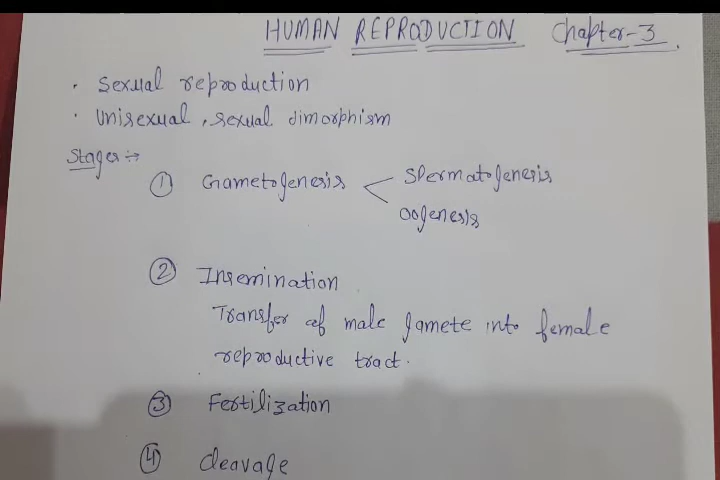 HUMAN REPRODUCTION Chapter-3
• Sexual reproduction
• Unisexual, sexual dimorphism
Stages :→
① Gametogenesis < Spermatogenesis
Oogenesis
② Insemination
Transfer of male gamete into female
reproductive tract.
③ Fertilization
④ Cleavage